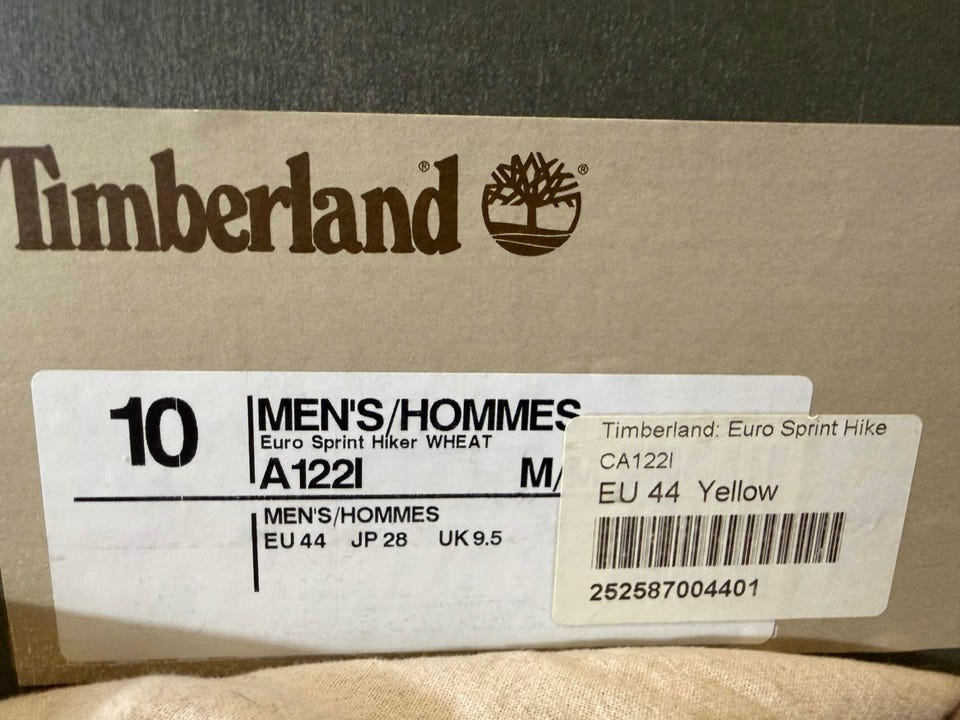 Timberland® ®
10
MEN'S/HOMMES
Euro Sprint Hiker WHEAT
A122I M/
MEN'S/HOMMES
EU 44 JP 28 UK 9.5
Timberland: Euro Sprint Hike
CA122I
EU 44 Yellow
252587004401